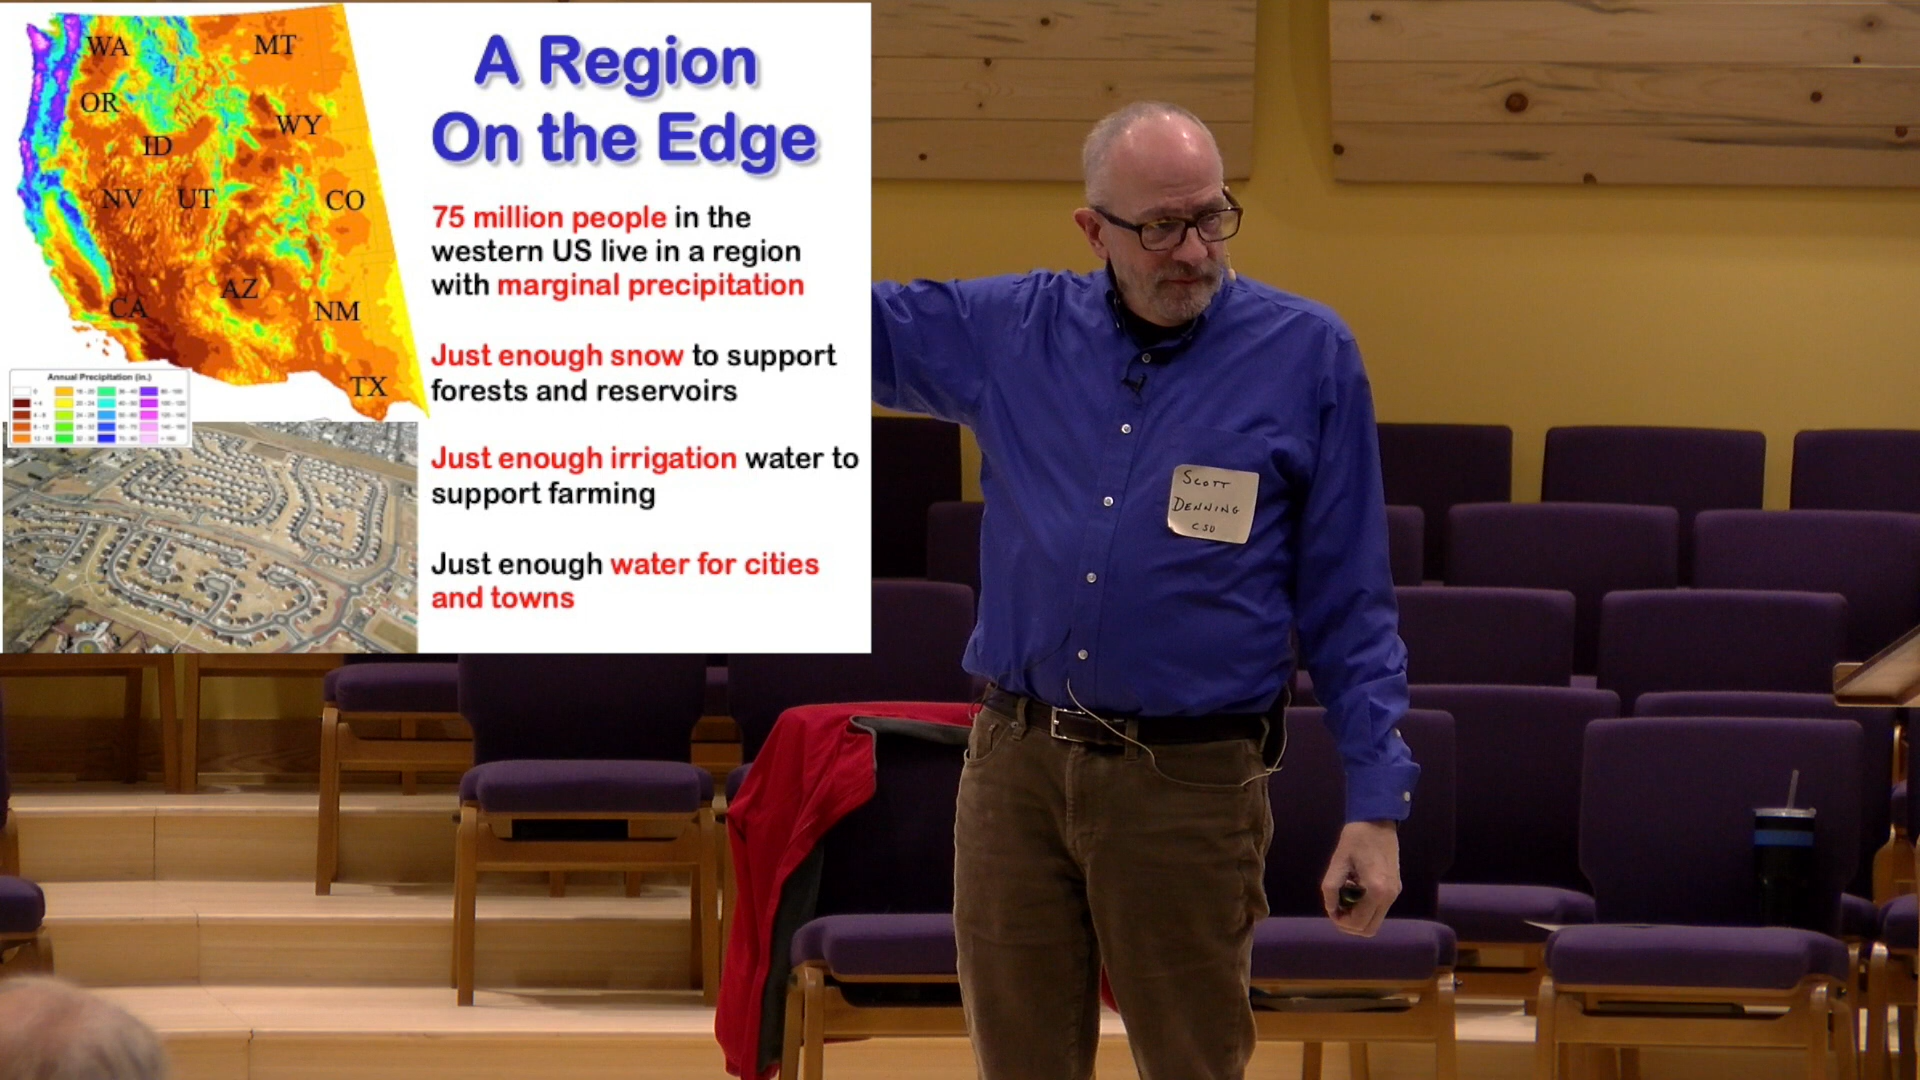 A Region
On the Edge
75 million people in the
western US live in a region
with marginal precipitation
Just enough snow to support
forests and reservoirs
Just enough irrigation water to
support farming
Just enough water for cities
and towns
WA
MT
OR
WY
ID
NV
UT
CO
AZ
CA
NM
TX
Annual Precipitation (in.)
SCOTT
DENNING
CSU